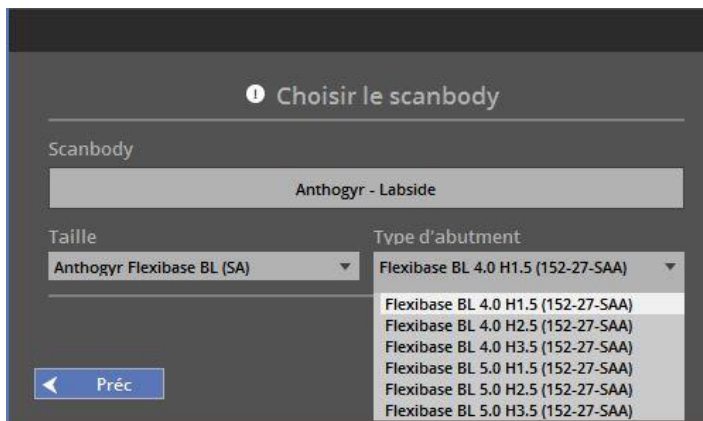 Choisir le scanbody
Scanbody
Anthogyr - Labside
Taille
Type d'abutment
Anthogyr Flexibase BL (SA)
Flexibase BL 4.0 H1.5 (152-27-SAA)
Flexibase BL 4.0 H1.5 (152-27-SAA)
Flexibase BL 4.0 H2.5 (152-27-SAA)
Flexibase BL 4.0 H3.5 (152-27-SAA)
Flexibase BL 5.0 H1.5 (152-27-SAA)
Flexibase BL 5.0 H2.5 (152-27-SAA)
Flexibase BL 5.0 H3.5 (152-27-SAA)
Préc